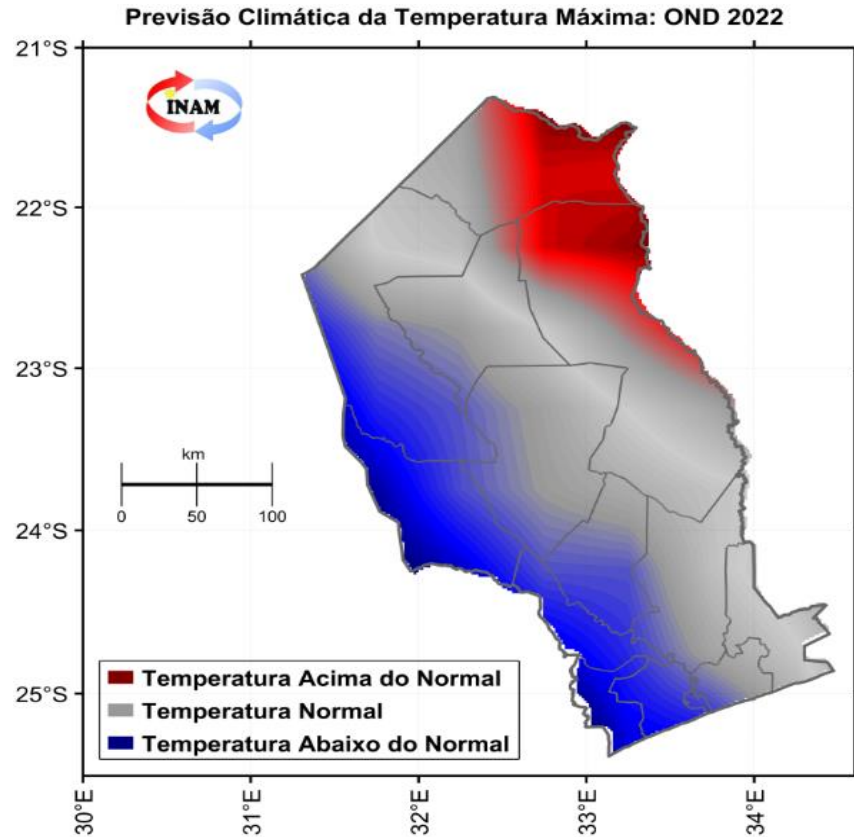 Previsão Climática da Temperatura Máxima: OND 2022
21°S
INAM
22°S
23°S
km
0 50 100
24°S
Temperatura Acima do Normal
25°S
Temperatura Normal
Temperatura Abaixo do Normal
30°E 31°E 32°E 33°E 34°E